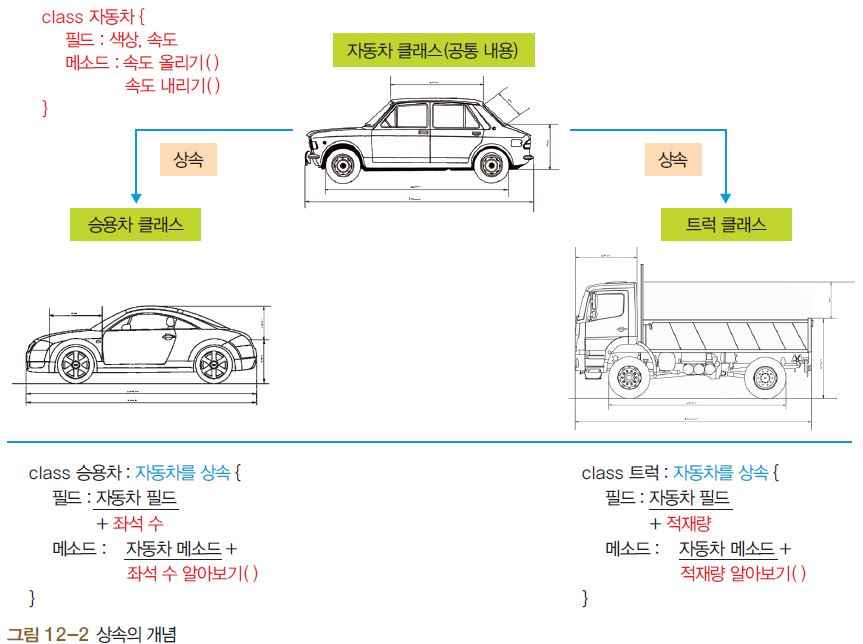 class 자동차 {
필드 : 색상, 속도
메소드 : 속도 올리기( )
속도 내리기( )
}
자동차 클래스(공통 내용)
상속
상속
승용차 클래스
트럭 클래스
class 승용차 : 자동차를 상속 {
필드 : 자동차 필드
+ 좌석 수
메소드 : 자동차 메소드 +
좌석 수 알아보기( )
}
class 트럭 : 자동차를 상속 {
필드 : 자동차 필드
+ 적재량
메소드 : 자동차 메소드 +
적재량 알아보기( )
}
그림 12-2 상속의 개념